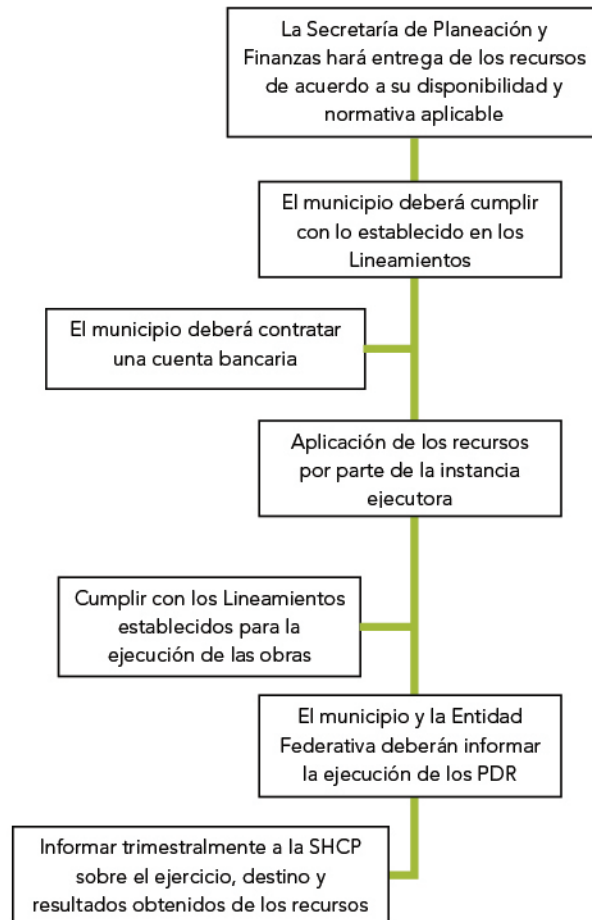 La Secretaría de Planeación y
Finanzas hará entrega de los recursos
de acuerdo a su disponibilidad y
normativa aplicable
El municipio deberá cumplir
con lo establecido en los
Lineamientos
El municipio deberá contratar
una cuenta bancaria
Aplicación de los recursos
por parte de la instancia
ejecutora
Cumplir con los Lineamientos
establecidos para la
ejecución de las obras
El municipio y la Entidad
Federativa deberán informar
la ejecución de los PDR
Informar trimestralmente a la SHCP
sobre el ejercicio, destino y
resultados obtenidos de los recursos